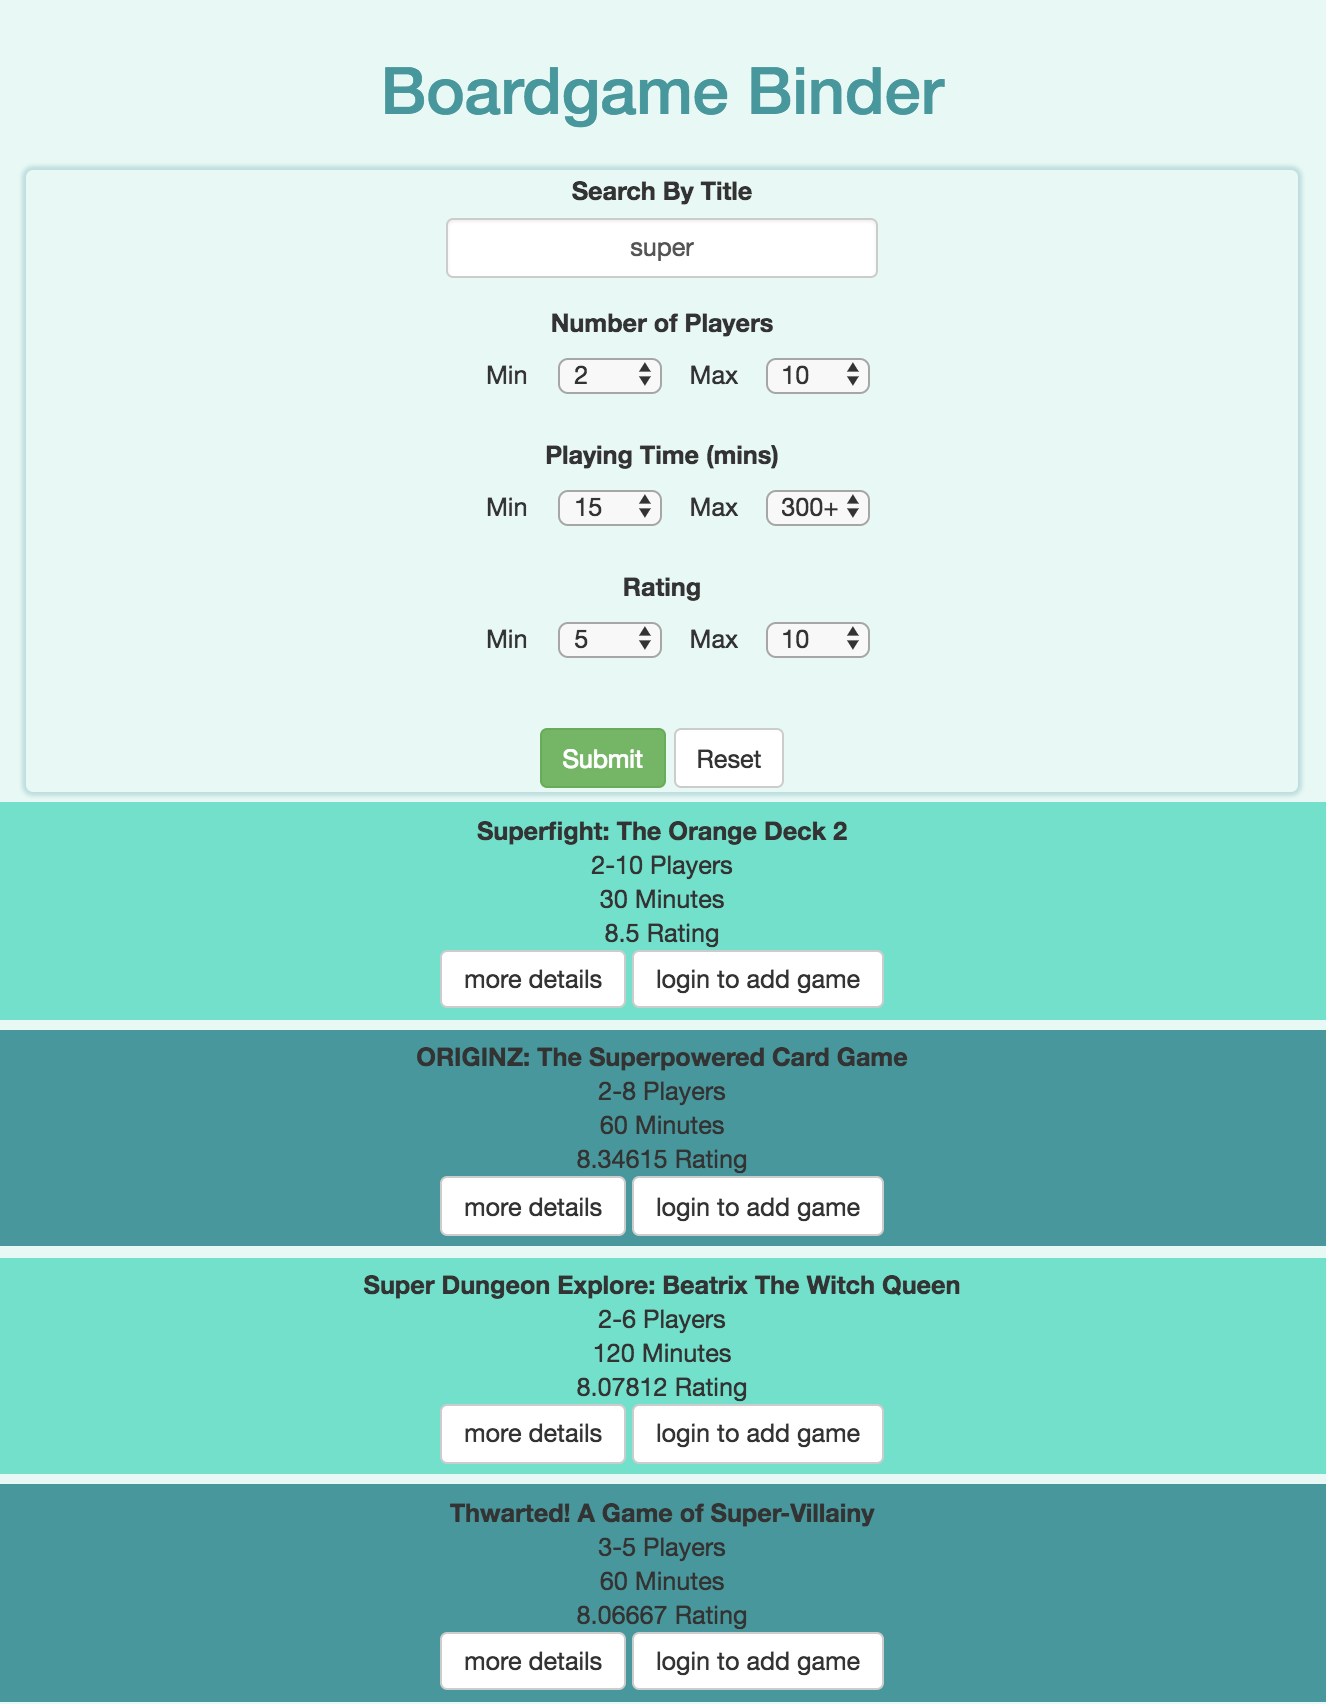 Boardgame Binder
Search By Title
super
Number of Players
Min 2 Max 10
Playing Time (mins)
Min 15 Max 300+
Rating
Min 5 Max 10
Submit Reset
Superfight: The Orange Deck 2
2-10 Players
30 Minutes
8.5 Rating
more details login to add game
ORIGINZ: The Superpowered Card Game
2-8 Players
60 Minutes
8.34615 Rating
more details login to add game
Super Dungeon Explore: Beatrix The Witch Queen
2-6 Players
120 Minutes
8.07812 Rating
more details login to add game
Thwarted! A Game of Super-Villainy
3-5 Players
60 Minutes
8.06667 Rating
more details login to add game